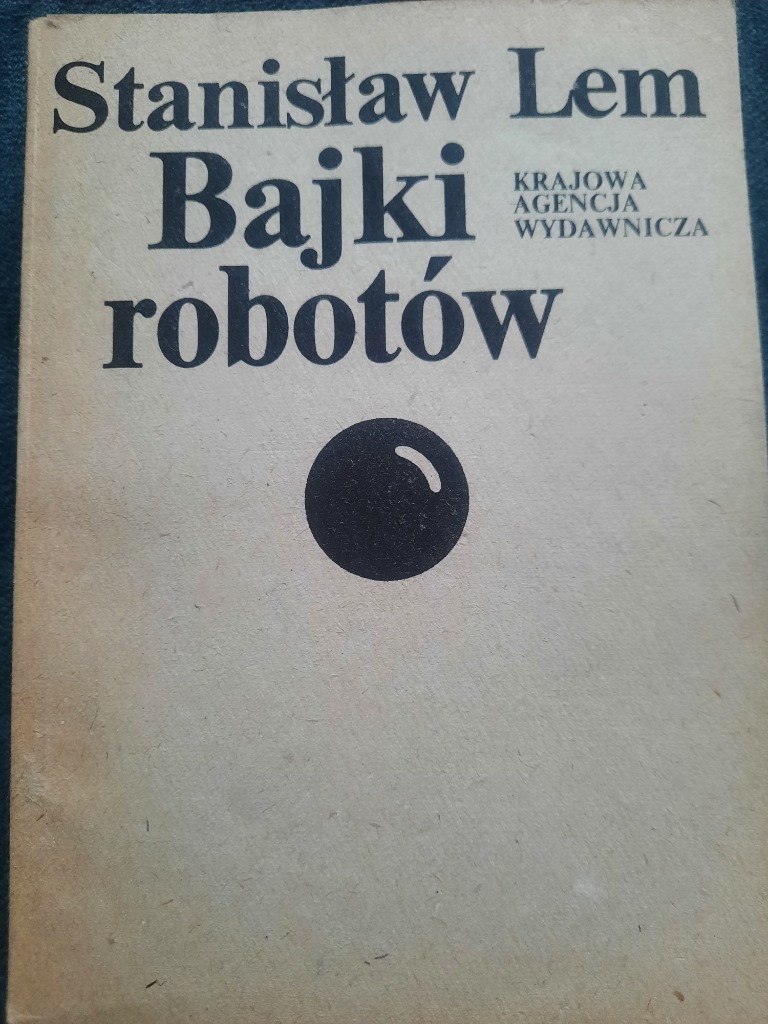 Stanisław Lem
Bajki
robotów
KRAJOWA
AGENCJA
WYDAWNICZA